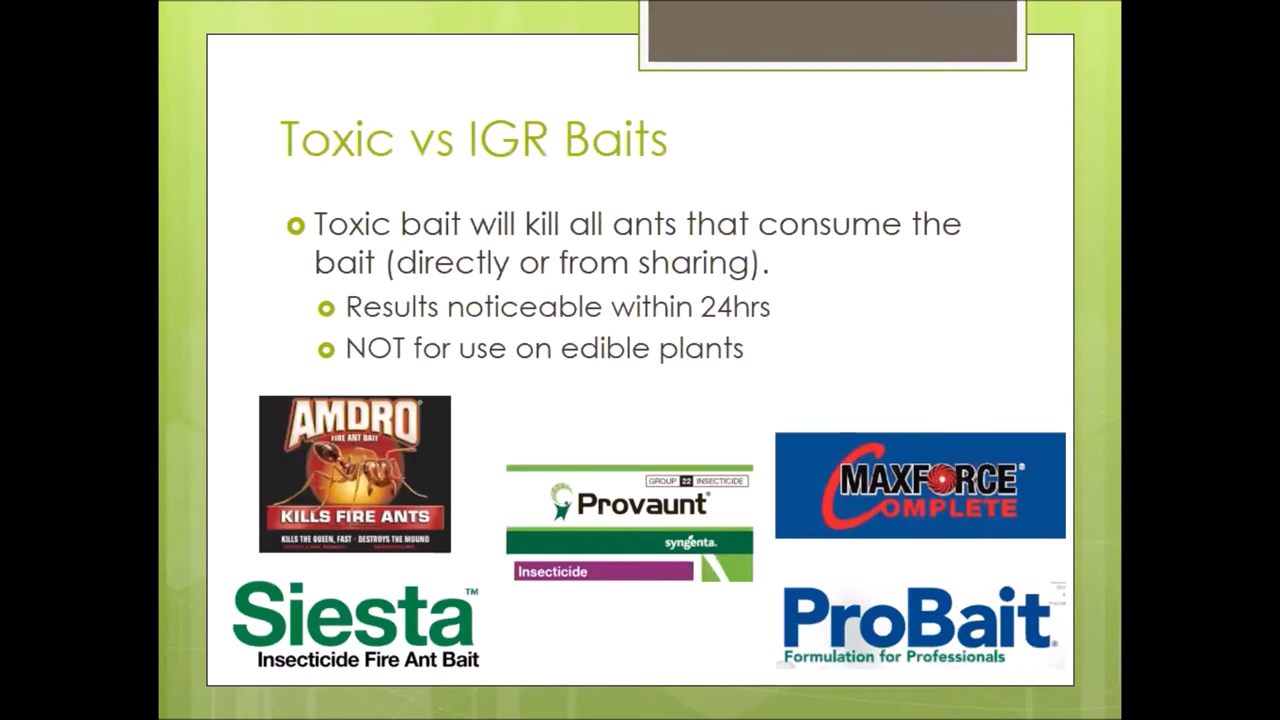 Toxic vs IGR Baits
Toxic bait will kill all ants that consume the
bait (directly or from sharing).
Results noticeable within 24hrs
NOT for use on edible plants
AMDRO®
FIRE ANT BAIT
KILLS FIRE ANTS
KILLS THE QUEEN, FAST • DESTROYS THE MOUND
GROUP 22 INSECTICIDE
Provaunt®
syngenta.
Insecticide
MAXFORCE®
COMPLETE
Siesta™
Insecticide Fire Ant Bait
ProBait®
Formulation for Professionals